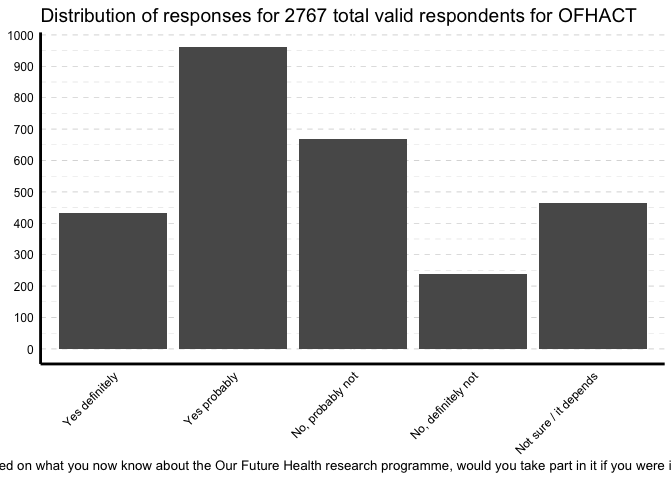 Distribution of responses for 2767 total valid respondents for OFHACT
1000
900
800
700
600
500
400
300
200
100
0
Yes definitely
Yes probably
No, probably not
No, definitely not
Not sure / it depends
ed on what you now know about the Our Future Health research programme, would you take part in it if you were i